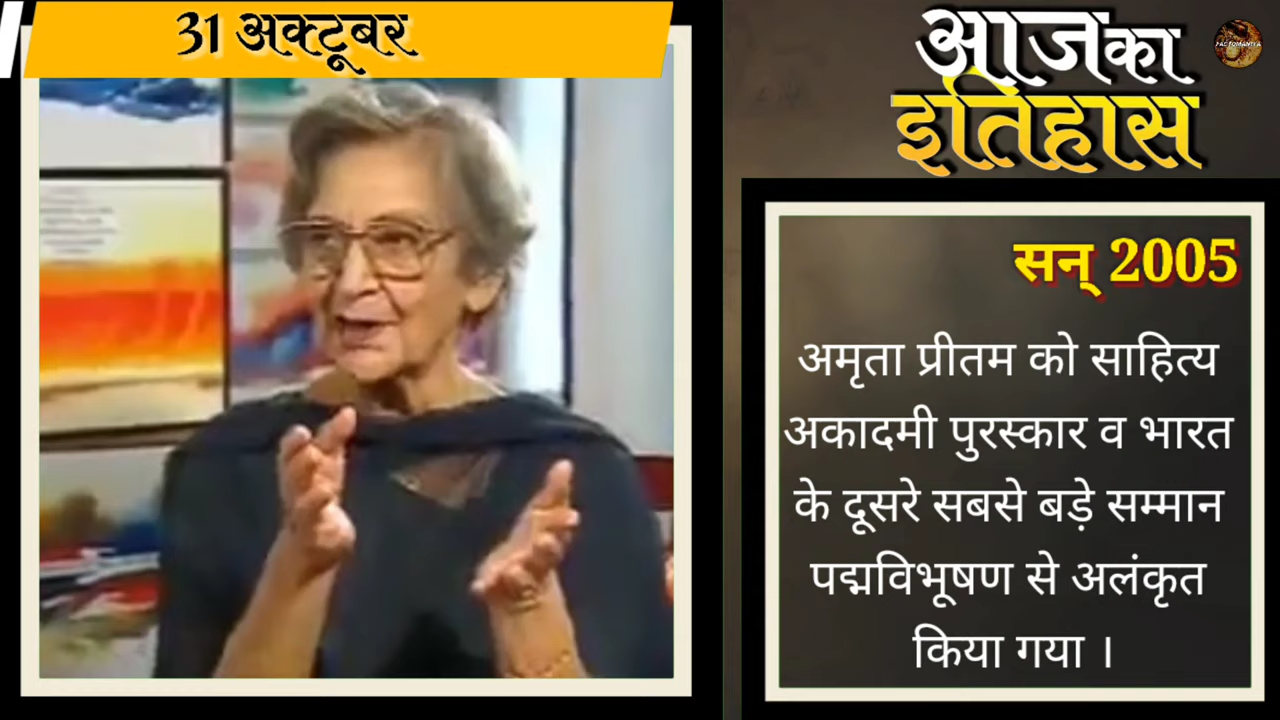 31 अक्टूबर
आज का
इतिहास
FACTOMANIYA
सन् 2005
अमृता प्रीतम को साहित्य
अकादमी पुरस्कार व भारत
के दूसरे सबसे बड़े सम्मान
पद्मविभूषण से अलंकृत
किया गया ।